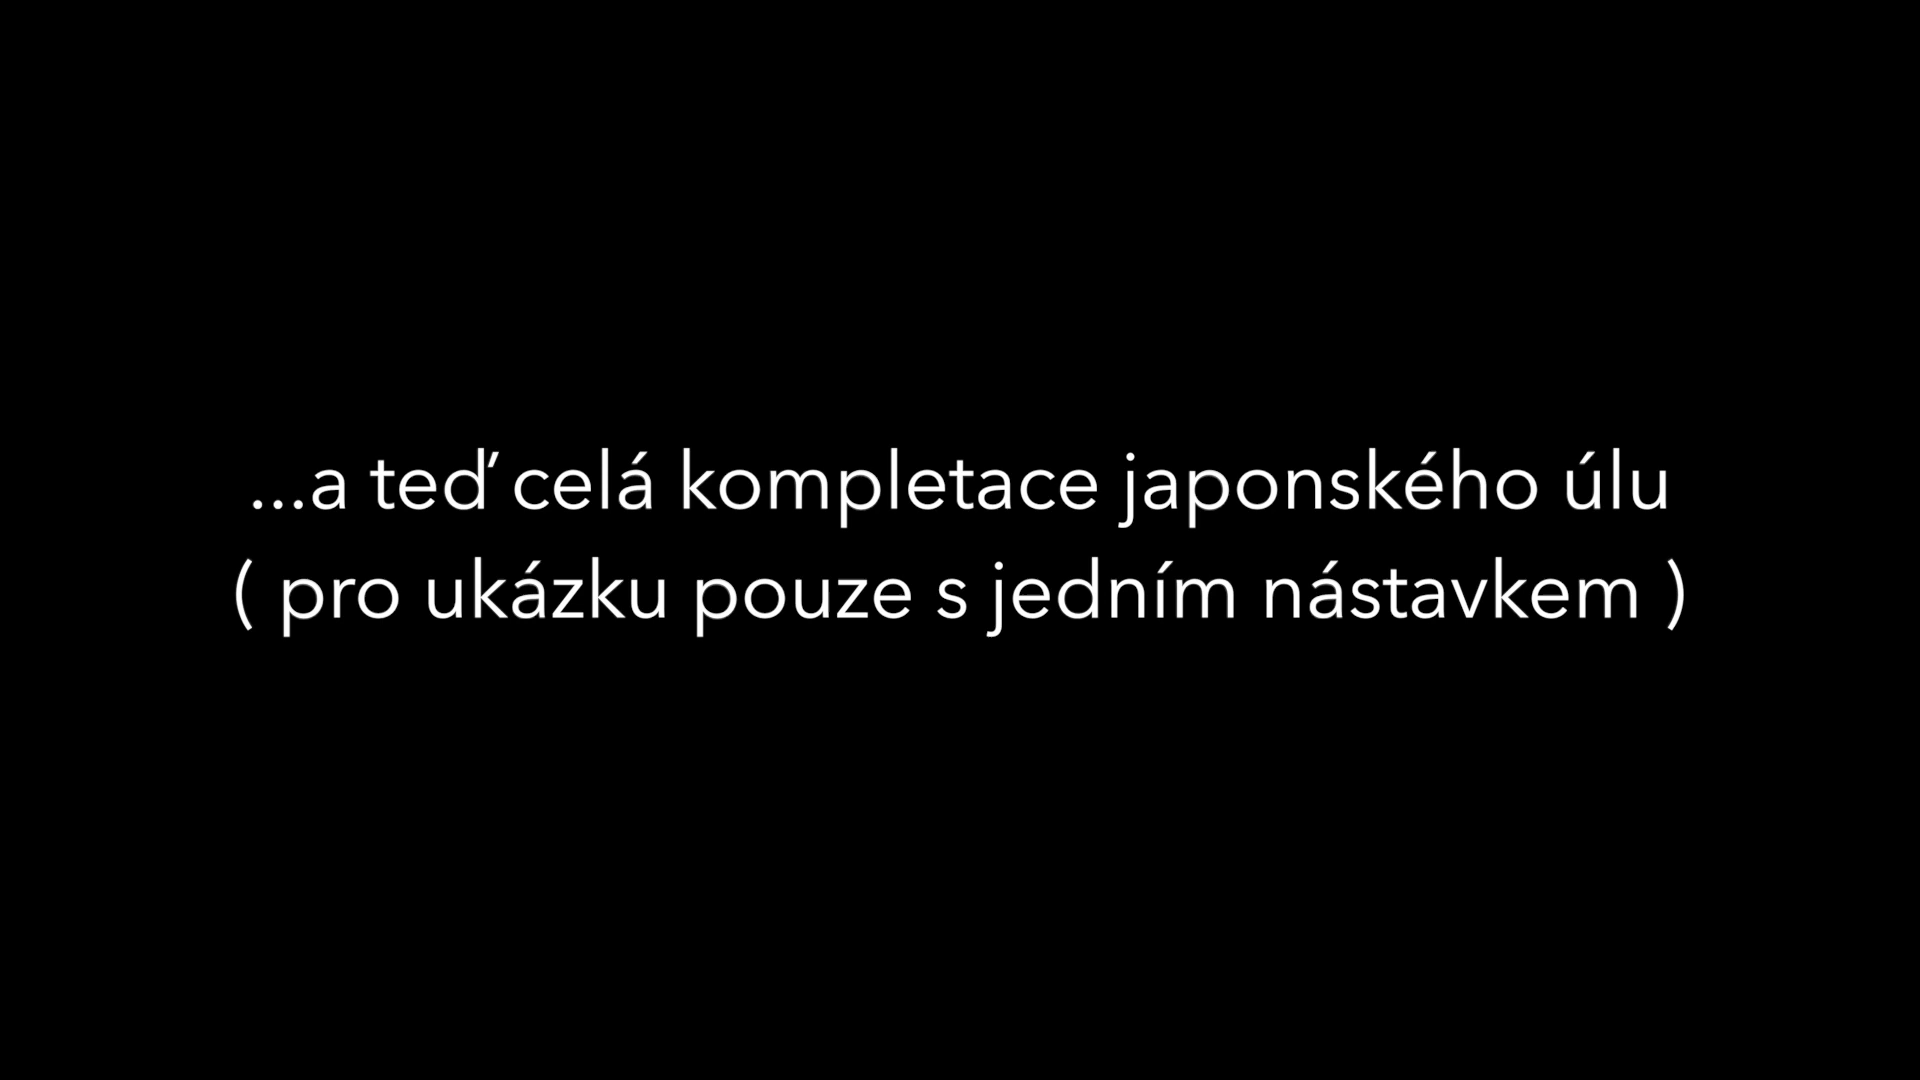 ...a teď celá kompletace japonského úlu
( pro ukázku pouze s jedním nástavkem )